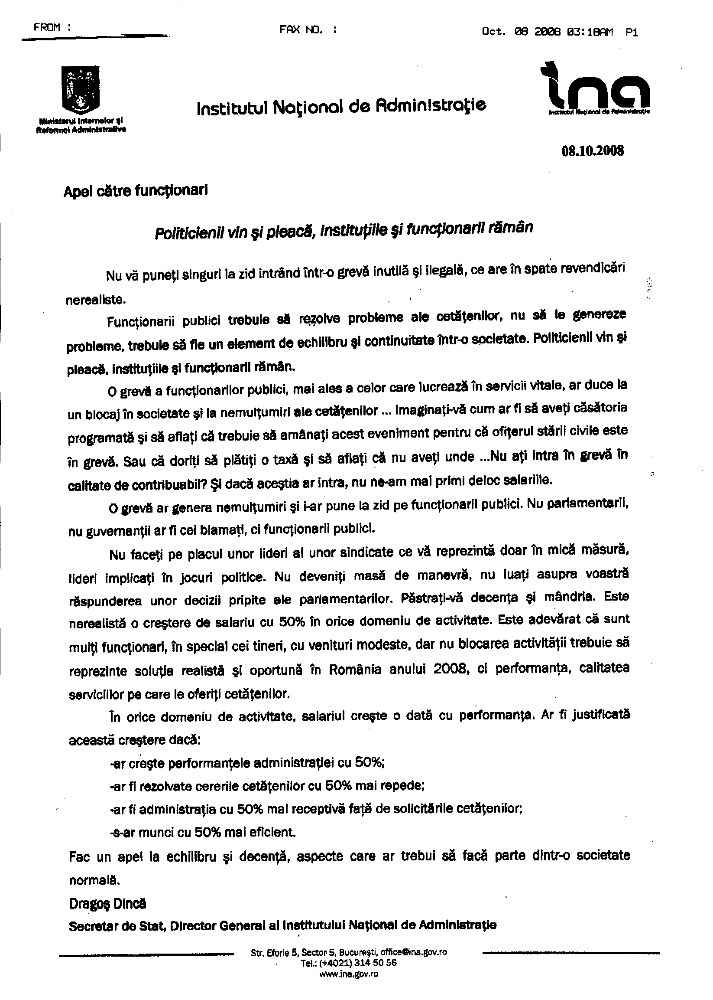 FROM :
FAX NO. :
Oct. 08 2008 03:18AM P1
Ministerul Internelor şi
Reformei Administrative
Institutul Naţional de Administraţie
ina
Institutul Naţional de Administraţie
08.10.2008
Apel către funcţionari
Politicienii vin şi pleacă, instituţiile şi funcţionarii rămân
Nu vă puneţi singuri la zid intrând într-o grevă inutilă şi ilegală, ce are în spate revendicări
nerealiste.
Funcţionarii publici trebuie să rezolve probleme ale cetăţenilor, nu să le genereze
probleme, trebuie să fie un element de echilibru şi continuitate într-o societate. Politicienii vin şi
pleacă, instituţiile şi funcţionarii rămân.
O grevă a funcţionarilor publici, mai ales a celor care lucrează în servicii vitale, ar duce la
un blocaj în societate şi la nemulţumiri ale cetăţenilor ... Imaginaţi-vă cum ar fi să aveţi căsătoria
programată şi să aflaţi că trebuie să amânaţi acest eveniment pentru că ofiţerul stării civile este
în grevă. Sau că doriţi să plătiţi o taxă şi să aflaţi că nu aveţi unde ...Nu aţi intra în grevă în
calitate de contribuabil? Şi dacă aceştia ar intra, nu ne-am mai primi deloc salariile.
O grevă ar genera nemulţumiri şi i-ar pune la zid pe funcţionarii publici. Nu parlamentarii,
nu guvernanţii ar fi cei blamaţi, ci funcţionarii publici.
Nu faceţi pe placul unor lideri ai unor sindicate ce vă reprezintă doar în mică măsură,
lideri implicaţi în jocuri politice. Nu deveniţi masă de manevră, nu luaţi asupra voastră
răspunderea unor decizii pripite ale parlamentarilor. Păstraţi-vă decenţa şi mândria. Este
nerealistă o creştere de salariu cu 50% în orice domeniu de activitate. Este adevărat că sunt
mulţi funcţionari, în special cei tineri, cu venituri modeste, dar nu blocarea activităţii trebuie să
reprezinte soluţia realistă şi oportună în România anului 2008, ci performanţa, calitatea
serviciilor pe care le oferiţi cetăţenilor.
În orice domeniu de activitate, salariul creşte o dată cu performanţa. Ar fi justificată
această creştere dacă:
-ar creşte performanţele administraţiei cu 50%;
-ar fi rezolvate cererile cetăţenilor cu 50% mai repede;
-ar fi administraţia cu 50% mai receptivă faţă de solicitările cetăţenilor;
-s-ar munci cu 50% mai eficient.
Fac un apel la echilibru şi decenţă, aspecte care ar trebui să facă parte dintr-o societate
normală.
Dragoş Dincă
Secretar de Stat, Director General al Institutului Naţional de Administraţie
Str. Eforie 5, Sector 5, Bucureşti, office@ina.gov.ro
Tel.: (+4021) 314 50 56
www.ina.gov.ro